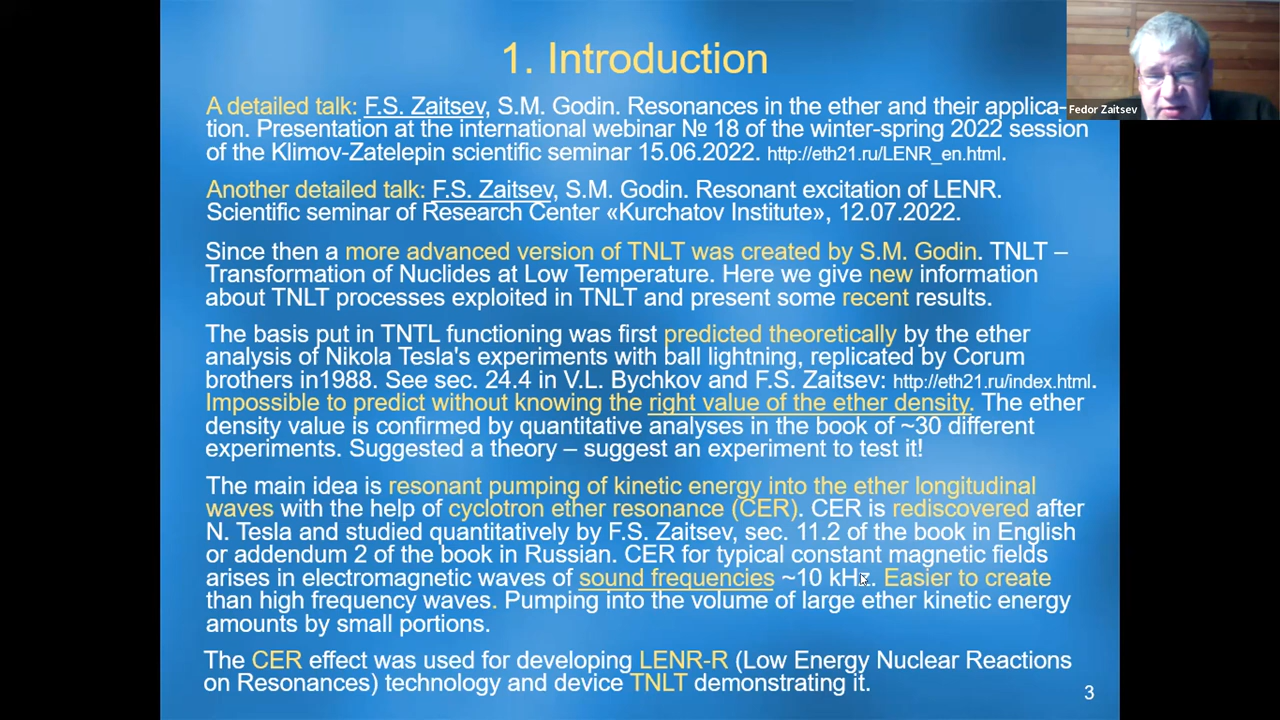 1. Introduction
Fedor Zaitsev
A detailed talk: F.S. Zaitsev, S.M. Godin. Resonances in the ether and their applica-
tion. Presentation at the international webinar № 18 of the winter-spring 2022 session
of the Klimov-Zatelepin scientific seminar 15.06.2022. http://eth21.ru/LENR_en.html.
Another detailed talk: F.S. Zaitsev, S.M. Godin. Resonant excitation of LENR.
Scientific seminar of Research Center «Kurchatov Institute», 12.07.2022.
Since then a more advanced version of TNLT was created by S.M. Godin. TNLT –
Transformation of Nuclides at Low Temperature. Here we give new information
about TNLT processes exploited in TNLT and present some recent results.
The basis put in TNTL functioning was first predicted theoretically by the ether
analysis of Nikola Tesla's experiments with ball lightning, replicated by Corum
brothers in1988. See sec. 24.4 in V.L. Bychkov and F.S. Zaitsev: http://eth21.ru/index.html.
Impossible to predict without knowing the right value of the ether density. The ether
density value is confirmed by quantitative analyses in the book of ~30 different
experiments. Suggested a theory – suggest an experiment to test it!
The main idea is resonant pumping of kinetic energy into the ether longitudinal
waves with the help of cyclotron ether resonance (CER). CER is rediscovered after
N. Tesla and studied quantitatively by F.S. Zaitsev, sec. 11.2 of the book in English
or addendum 2 of the book in Russian. CER for typical constant magnetic fields
arises in electromagnetic waves of sound frequencies ~10 kHz. Easier to create
than high frequency waves. Pumping into the volume of large ether kinetic energy
amounts by small portions.
The CER effect was used for developing LENR-R (Low Energy Nuclear Reactions
on Resonances) technology and device TNLT demonstrating it.
3